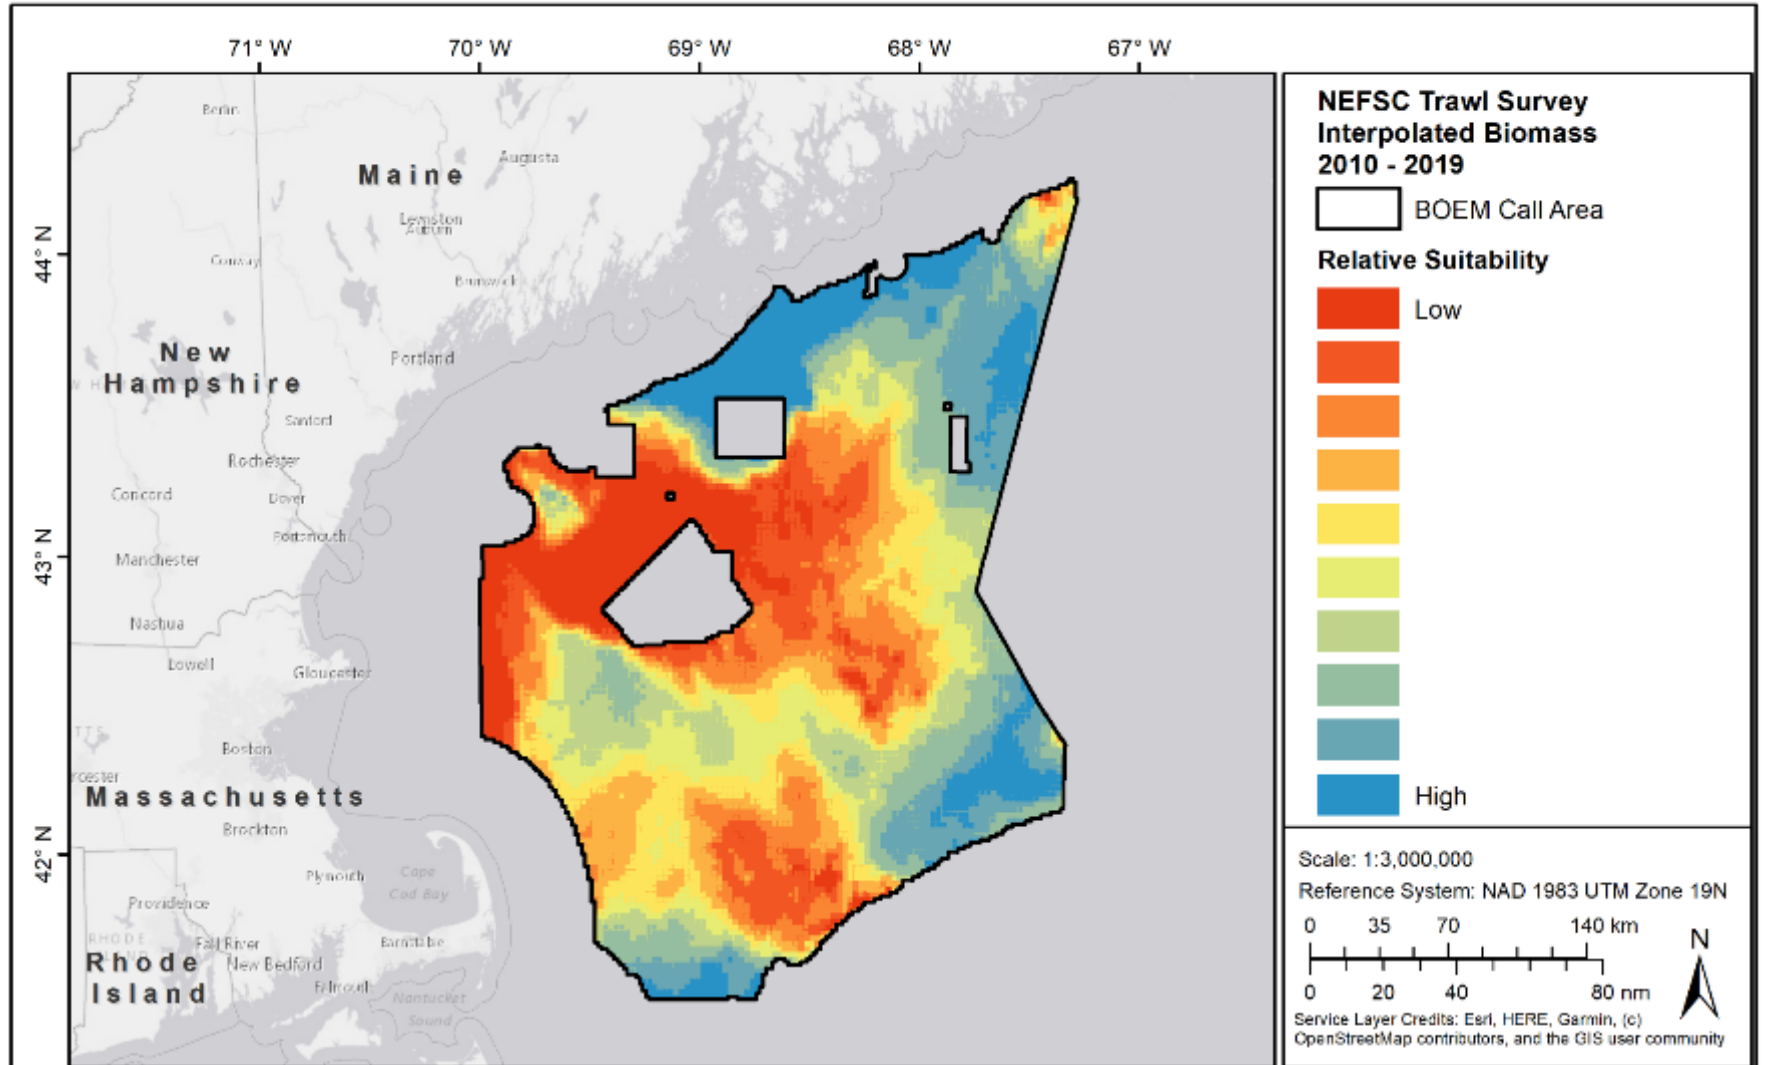 71° W
70° W
69° W
68° W
67° W
44° N
43° N
42° N
Berlin
Augusta
Maine
Lewiston
Auburn
Conway
Brunswick
New
Hampshire
Portland
Sanford
Rochester
Concord
Dover
Portsmouth
Manchester
Nashua
Lowell
Gloucester
Boston
rcester
Massachusetts
Brockton
Plymouth
Cape
Cod Bay
Providence
RHODE
Fall River
Barnstable
Rhode
Island
New Bedford
Falmouth
Nantucket
Sound
NEFSC Trawl Survey
Interpolated Biomass
2010 - 2019
BOEM Call Area
Relative Suitability
Low
High
Scale: 1:3,000,000
Reference System: NAD 1983 UTM Zone 19N
0 35 70 140 km
N
0 20 40 80 nm
Service Layer Credits: Esri, HERE, Garmin, (c)
OpenStreetMap contributors, and the GIS user community